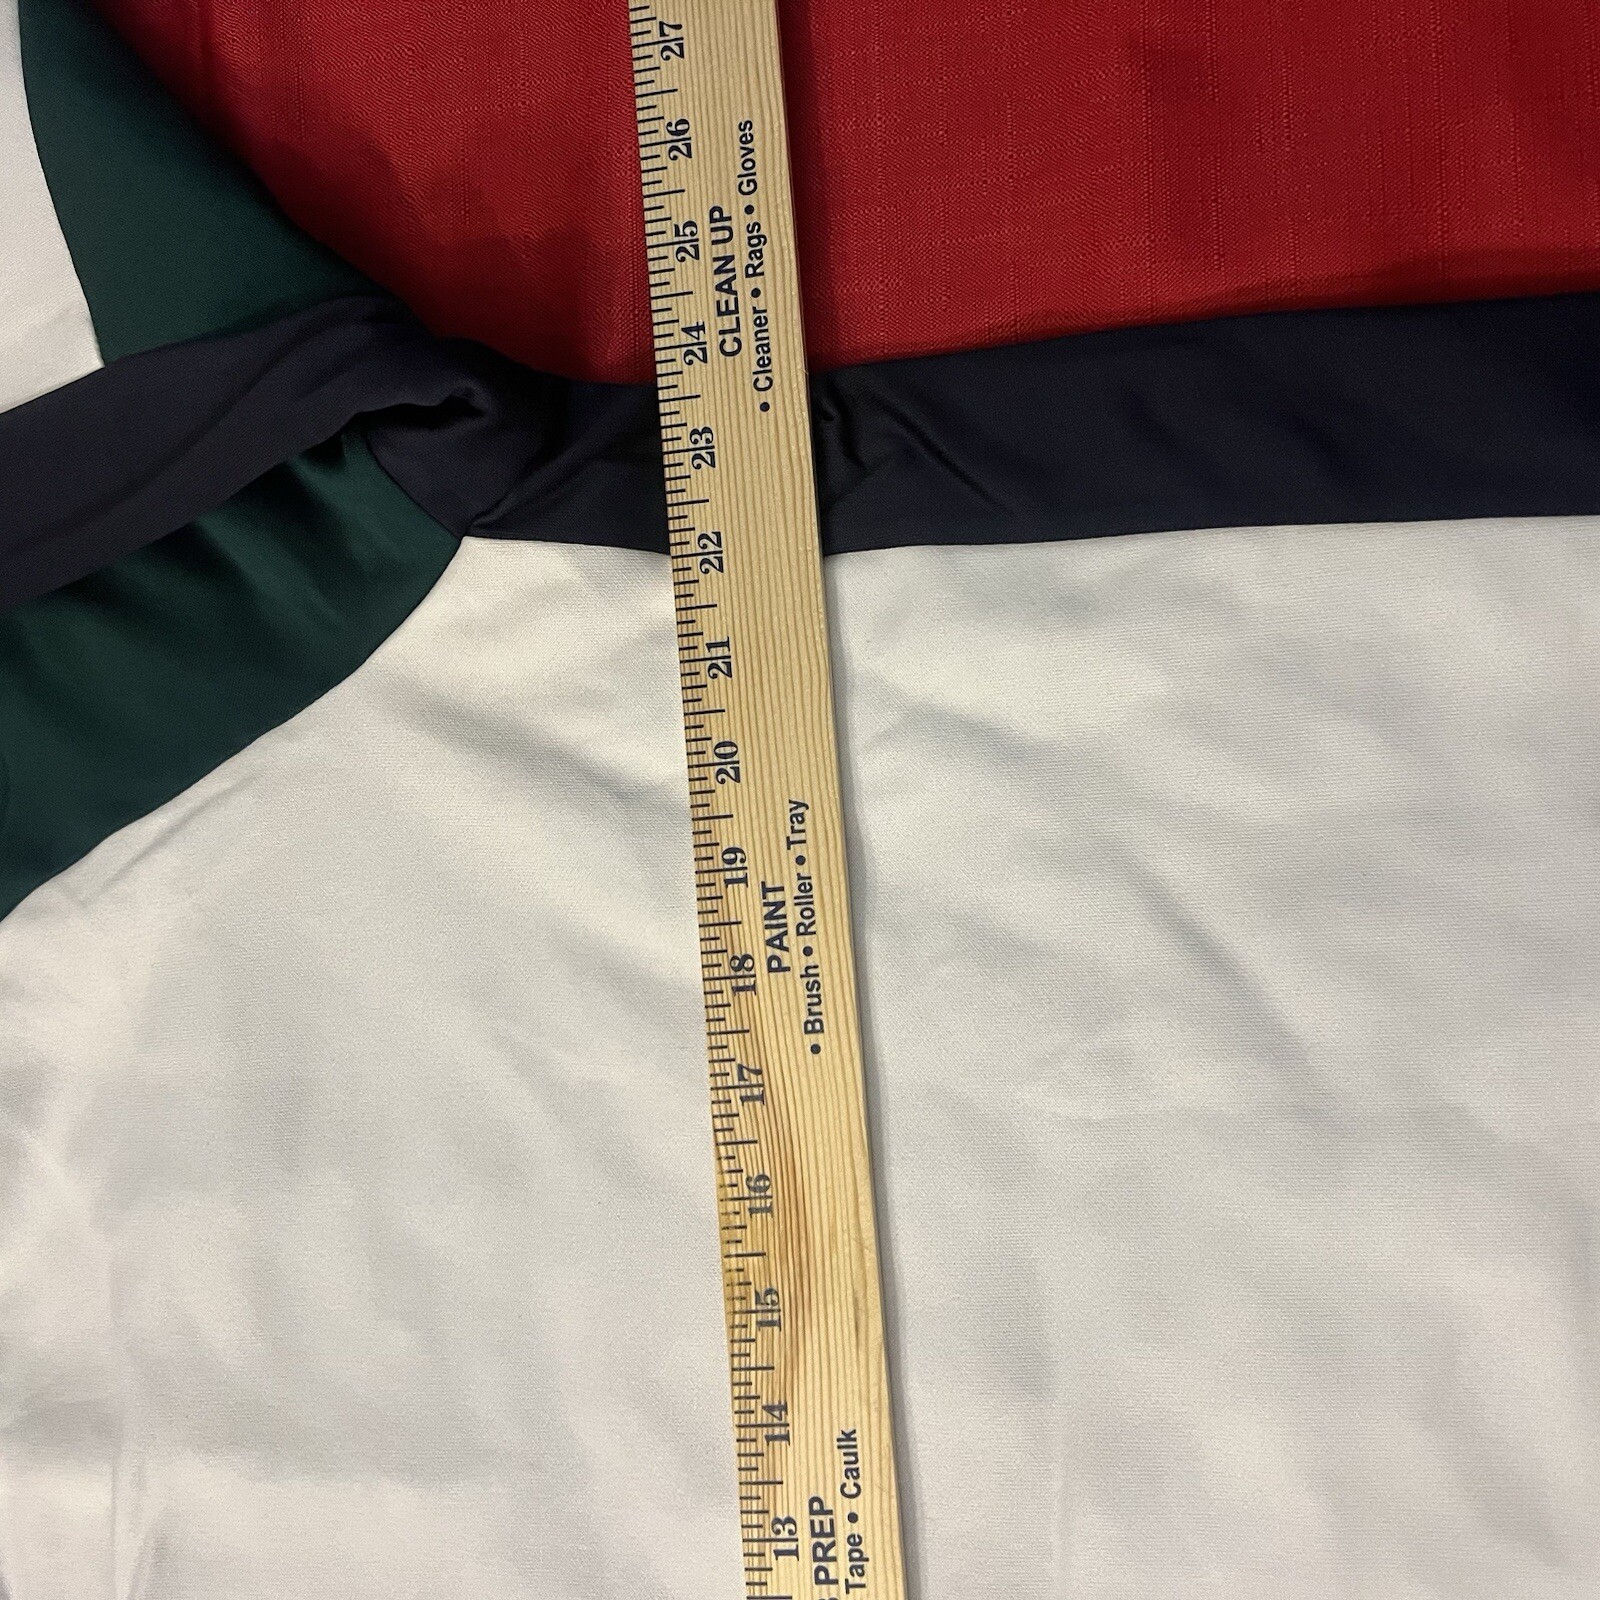 27
26
25
24
23
22
21
20
19
18
17
16
15
14
13
CLEAN UP
• Cleaner • Rags • Gloves
PAINT
• Brush • Roller • Tray
PREP
Tape • Caulk